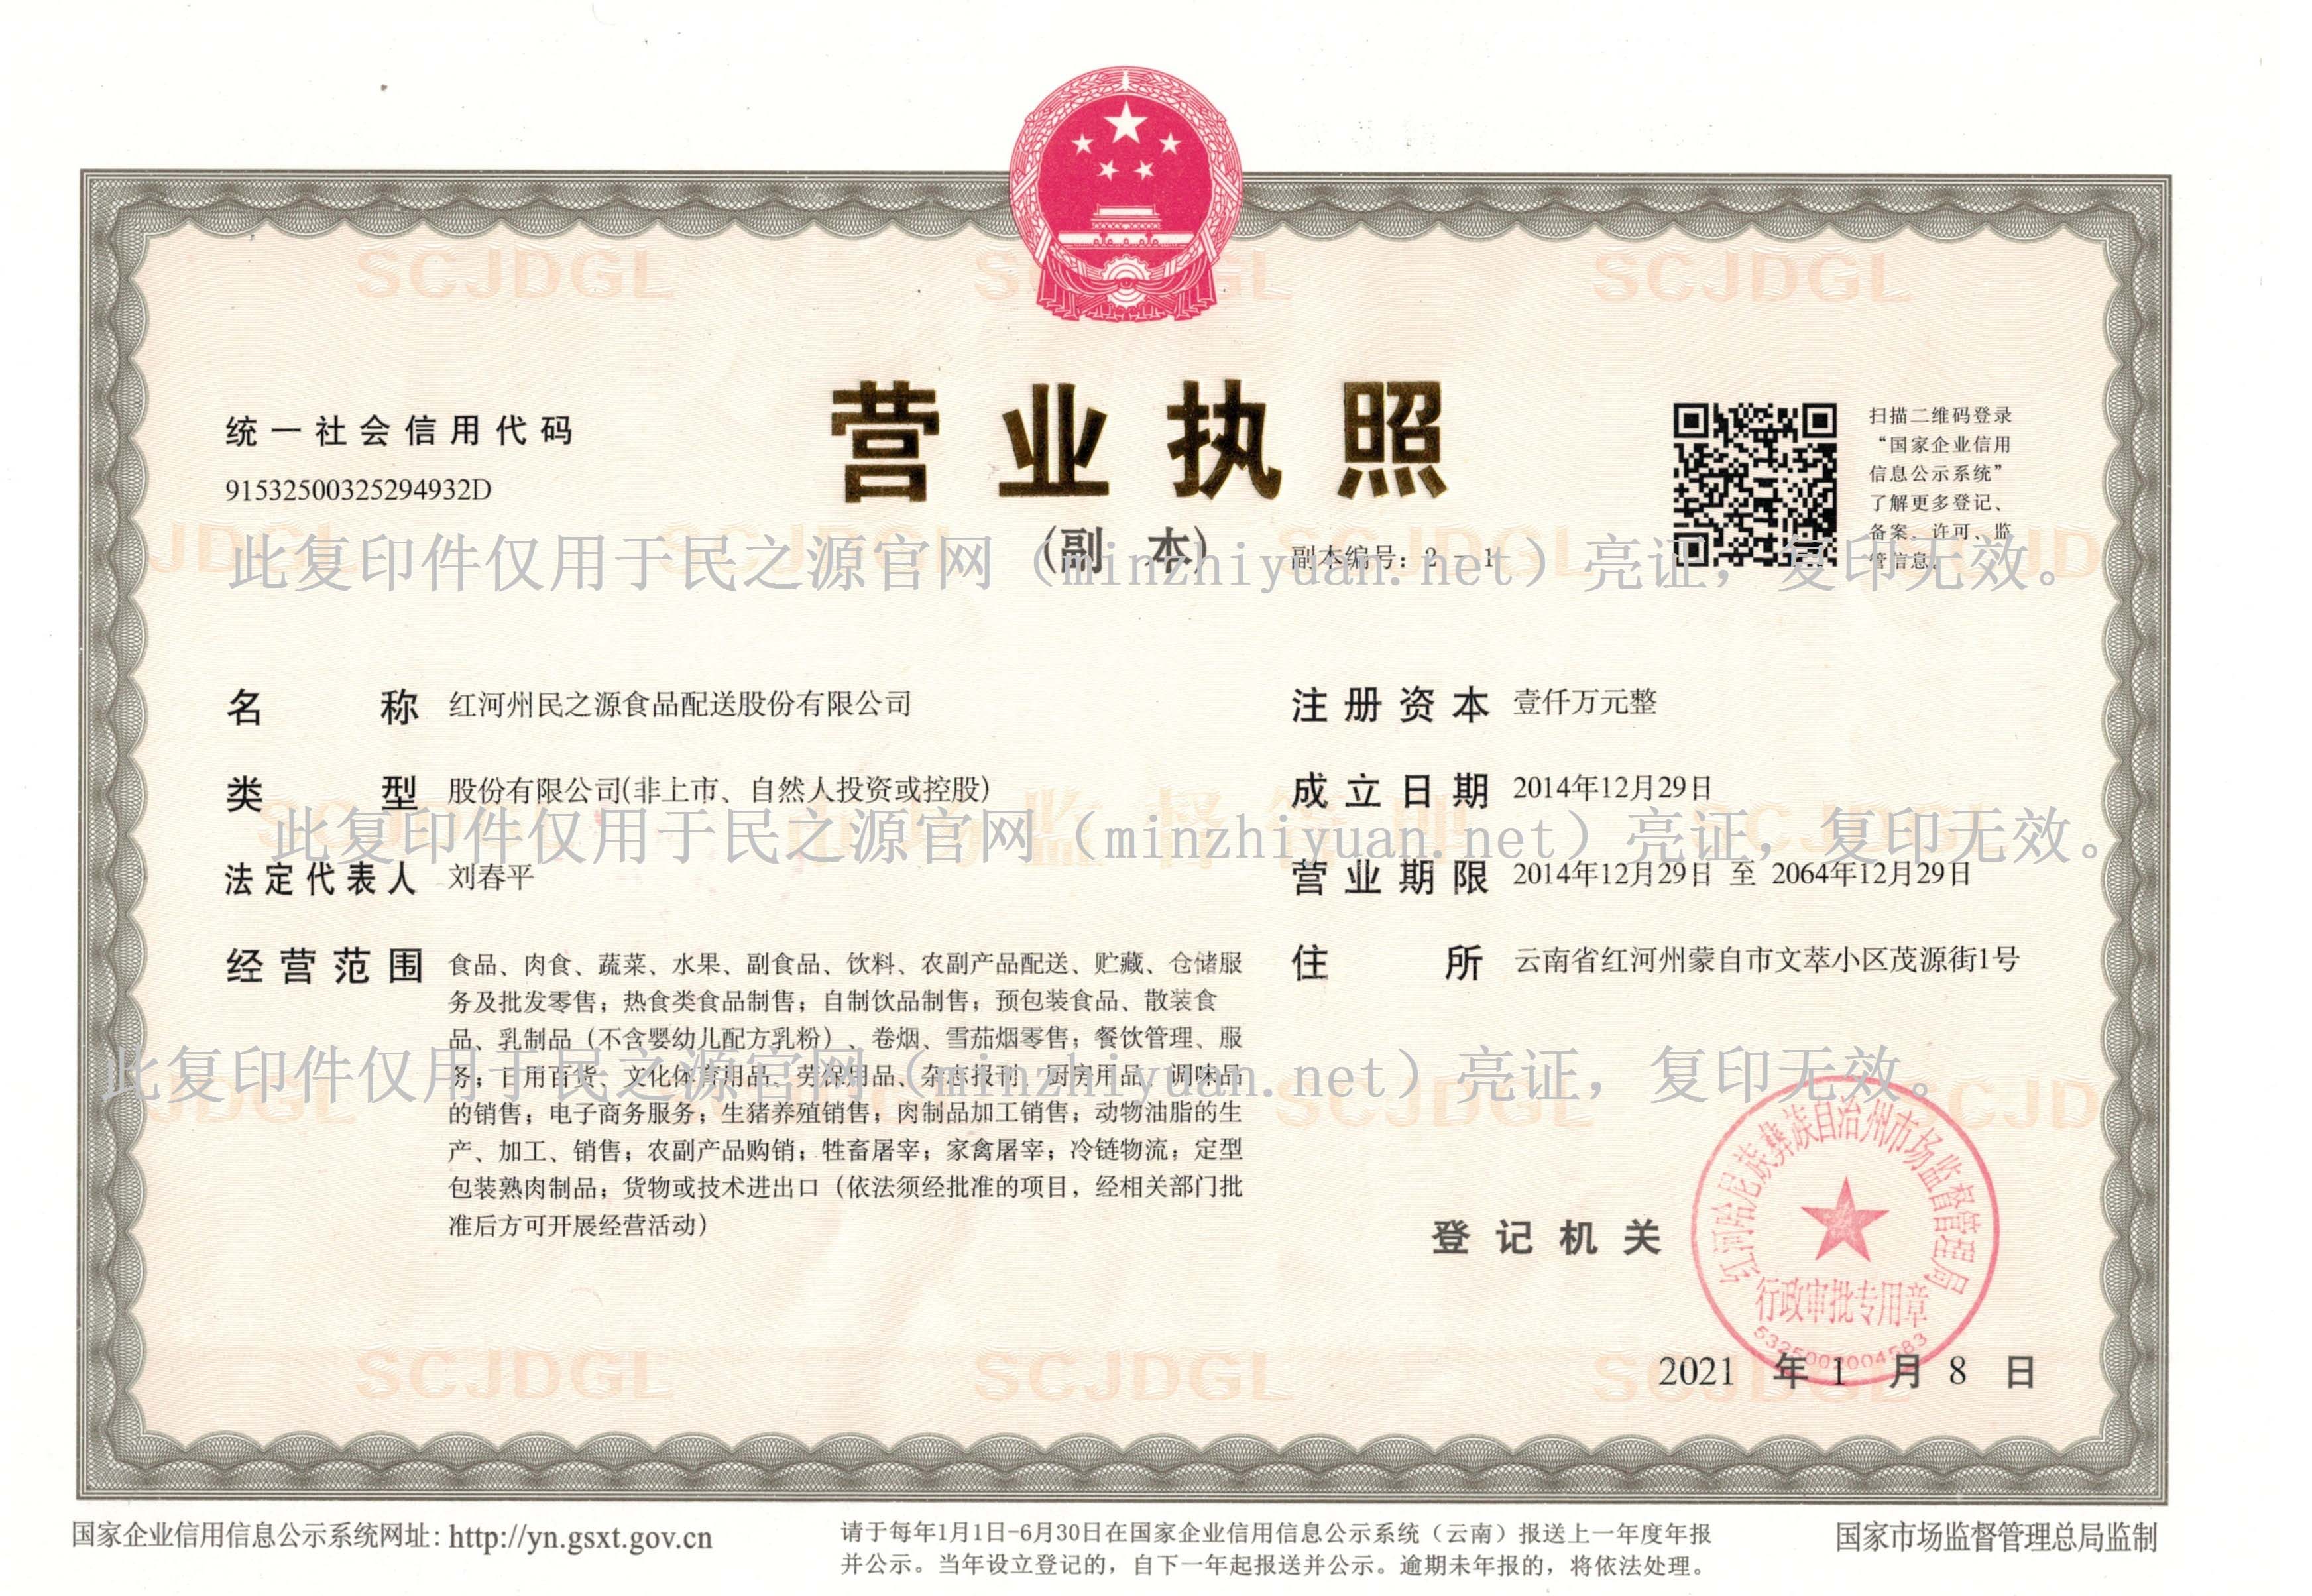 营业执照
(副 本)
副本编号：2－1
统一社会信用代码
91532500325294932D
扫描二维码登录
“国家企业信用
信息公示系统”
了解更多登记、
备案、许可、监
管信息。
此复印件仅用于民之源官网（minzhiyuan.net）亮证，复印无效。
名称 红河州民之源食品配送股份有限公司
类型 股份有限公司(非上市、自然人投资或控股)
法定代表人 刘春平
经营范围 食品、肉食、蔬菜、水果、副食品、饮料、农副产品配送、贮藏、仓储服
务及批发零售；热食类食品制售；自制饮品制售；预包装食品、散装食
品、乳制品（不含婴幼儿配方乳粉）、卷烟、雪茄烟零售；餐饮管理、服
务；日用百货、文化体育用品、劳保用品、杂志报刊、厨房用品、调味品
的销售；电子商务服务；生猪养殖销售；肉制品加工销售；动物油脂的生
产、加工、销售；农副产品购销；牲畜屠宰；家禽屠宰；冷链物流；定型
包装熟肉制品；货物或技术进出口（依法须经批准的项目，经相关部门批
准后方可开展经营活动）
注册资本 壹仟万元整
成立日期 2014年12月29日
此复印件仅用于民之源官网（minzhiyuan.net）亮证，复印无效。
营业期限 2014年12月29日 至 2064年12月29日
住所 云南省红河州蒙自市文萃小区茂源街1号
此复印件仅用于民之源官网（minzhiyuan.net）亮证，复印无效。
登记机关
红河哈尼族彝族自治州市场监督管理局
行政审批专用章
5325002004583
2021 年 1 月 8 日
SCJDGL SCJDGL SCJDGL
国家企业信用信息公示系统网址：http://yn.gsxt.gov.cn
请于每年1月1日-6月30日在国家企业信用信息公示系统（云南）报送上一年度年报
并公示。当年设立登记的，自下一年起报送并公示。逾期未年报的，将依法处理。
国家市场监督管理总局监制